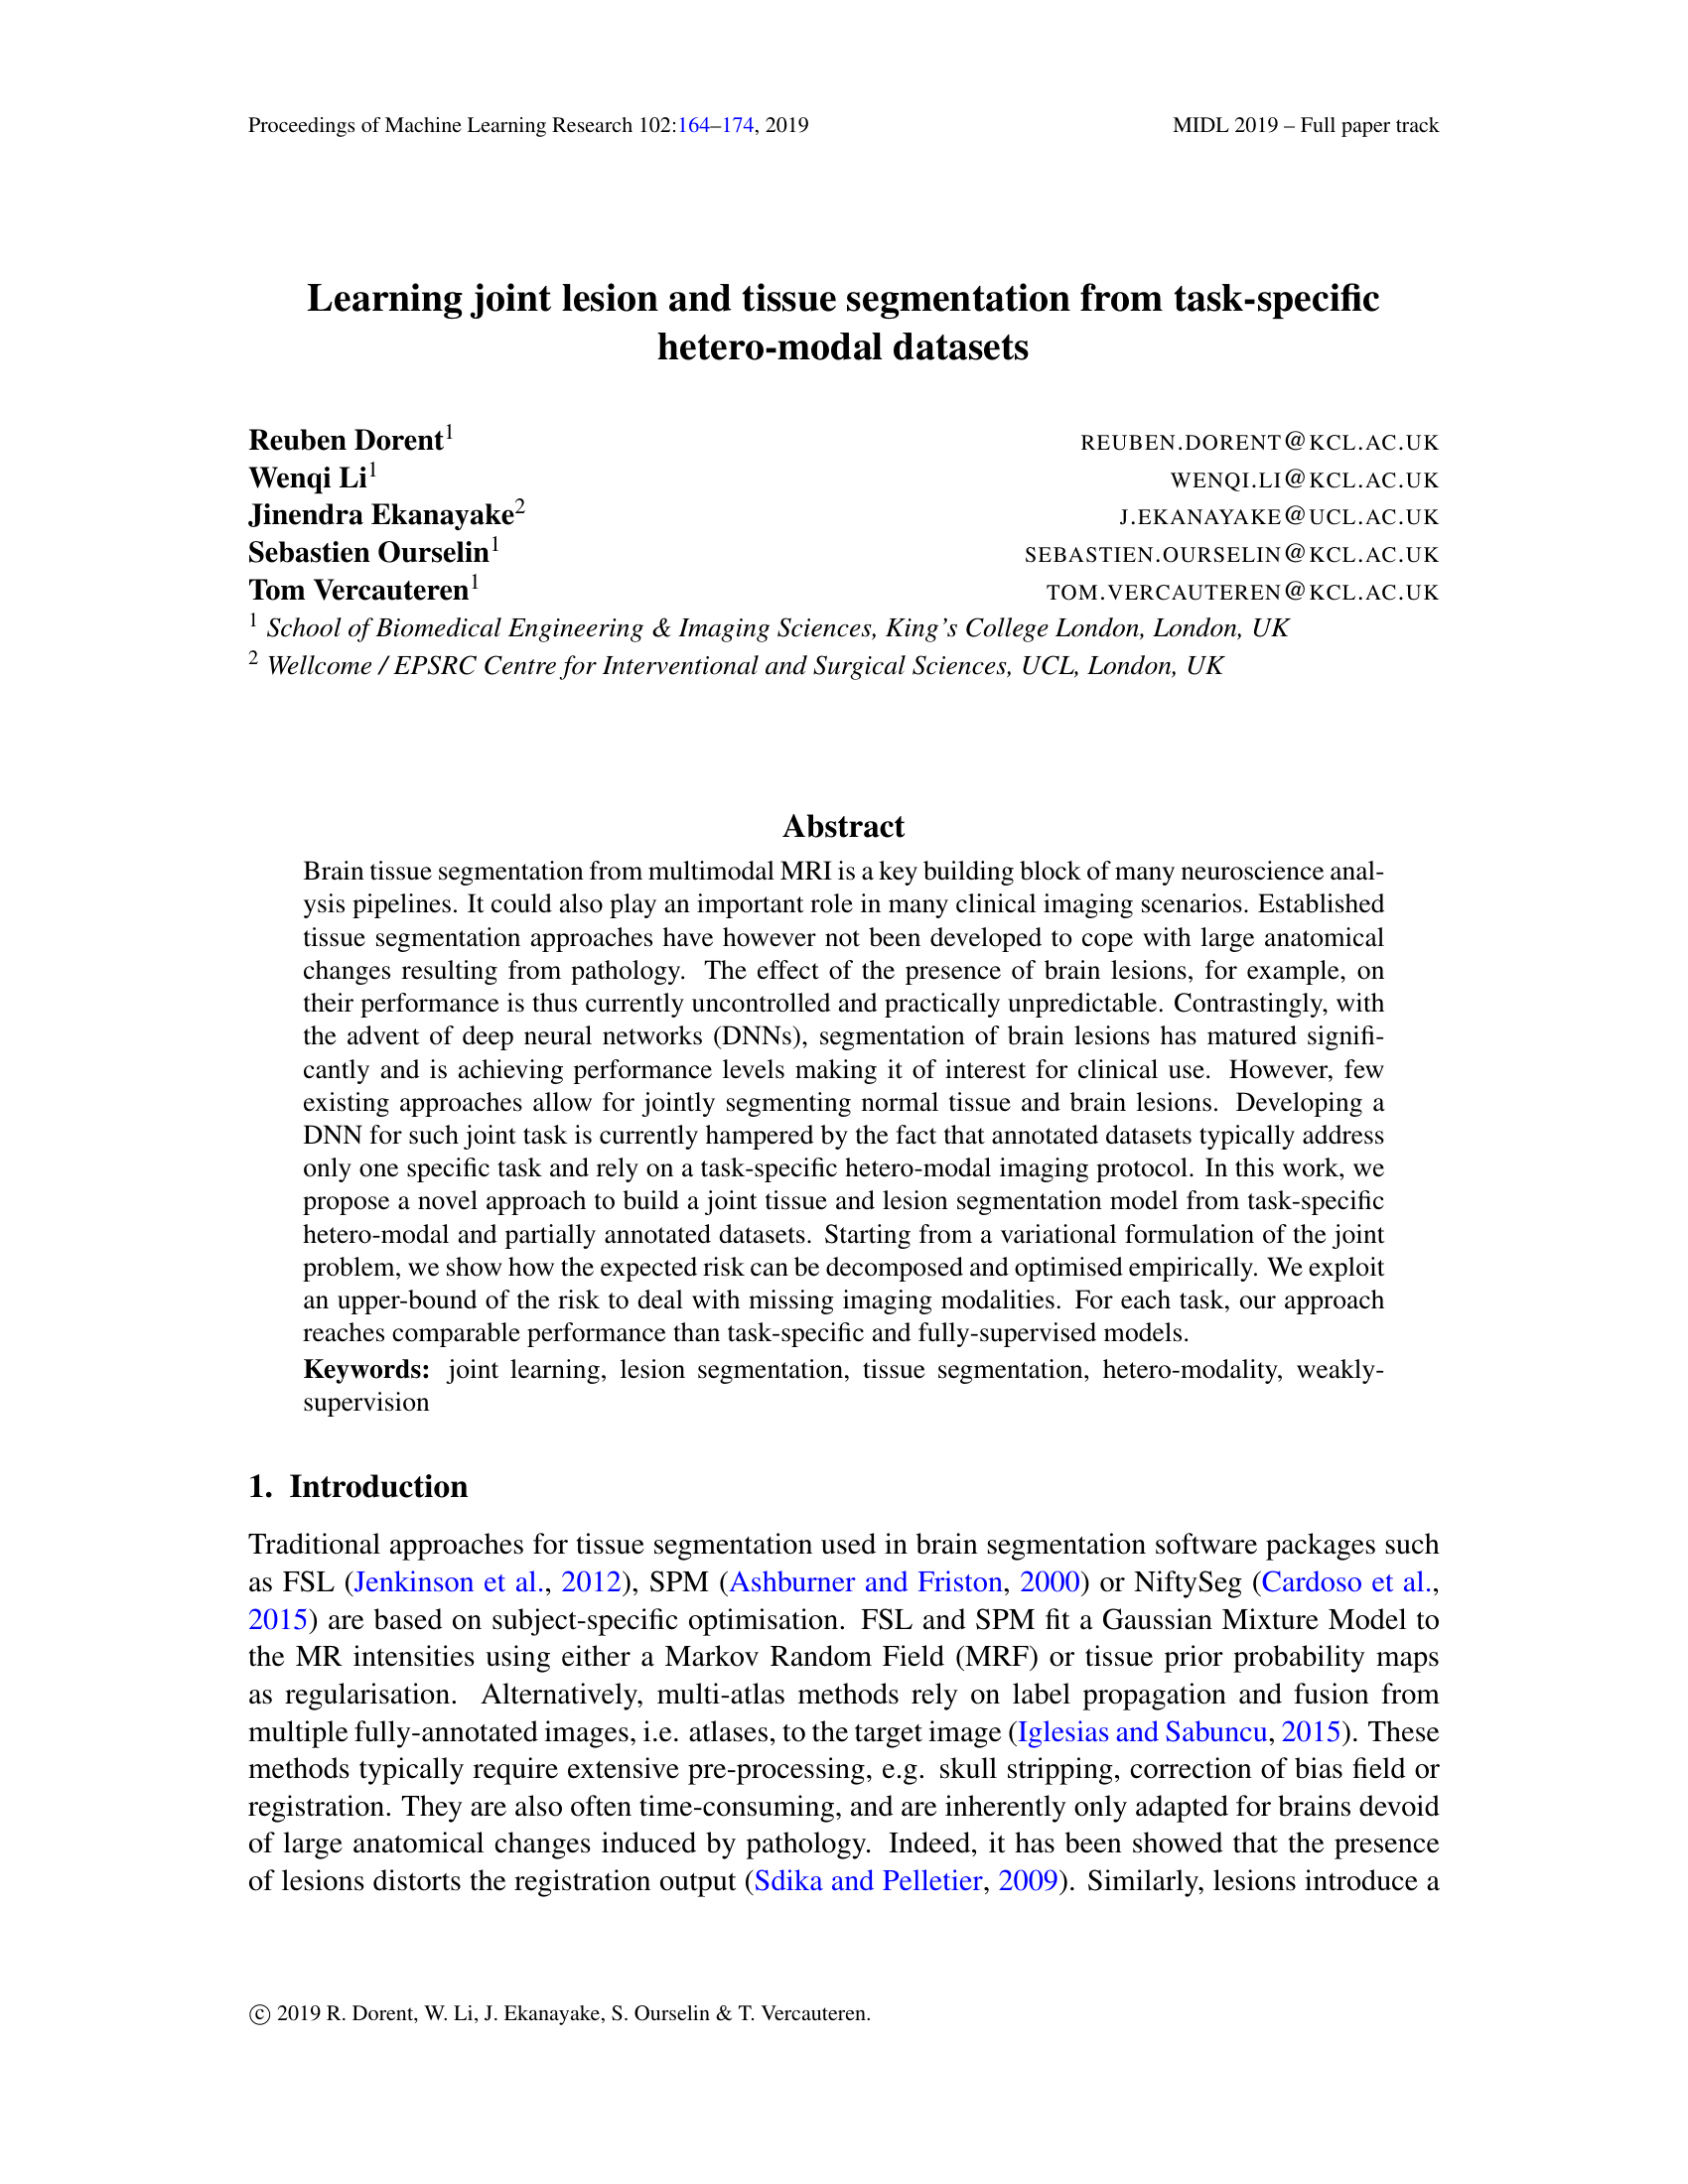 Proceedings of Machine Learning Research 102:164–174, 2019
MIDL 2019 – Full paper track
Learning joint lesion and tissue segmentation from task-specific
hetero-modal datasets
Reuben Dorent1
REUBEN.DORENT@KCL.AC.UK
Wenqi Li1
WENQI.LI@KCL.AC.UK
Jinendra Ekanayake2
J.EKANAYAKE@UCL.AC.UK
Sebastien Ourselin1
SEBASTIEN.OURSELIN@KCL.AC.UK
Tom Vercauteren1
TOM.VERCAUTEREN@KCL.AC.UK
1 School of Biomedical Engineering & Imaging Sciences, King's College London, London, UK
2 Wellcome / EPSRC Centre for Interventional and Surgical Sciences, UCL, London, UK
Abstract
Brain tissue segmentation from multimodal MRI is a key building block of many neuroscience anal-
ysis pipelines. It could also play an important role in many clinical imaging scenarios. Established
tissue segmentation approaches have however not been developed to cope with large anatomical
changes resulting from pathology. The effect of the presence of brain lesions, for example, on
their performance is thus currently uncontrolled and practically unpredictable. Contrastingly, with
the advent of deep neural networks (DNNs), segmentation of brain lesions has matured signifi-
cantly and is achieving performance levels making it of interest for clinical use. However, few
existing approaches allow for jointly segmenting normal tissue and brain lesions. Developing a
DNN for such joint task is currently hampered by the fact that annotated datasets typically address
only one specific task and rely on a task-specific hetero-modal imaging protocol. In this work, we
propose a novel approach to build a joint tissue and lesion segmentation model from task-specific
hetero-modal and partially annotated datasets. Starting from a variational formulation of the joint
problem, we show how the expected risk can be decomposed and optimised empirically. We exploit
an upper-bound of the risk to deal with missing imaging modalities. For each task, our approach
reaches comparable performance than task-specific and fully-supervised models.
Keywords: joint learning, lesion segmentation, tissue segmentation, hetero-modality, weakly-
supervision
1. Introduction
Traditional approaches for tissue segmentation used in brain segmentation software packages such
as FSL (Jenkinson et al., 2012), SPM (Ashburner and Friston, 2000) or NiftySeg (Cardoso et al.,
2015) are based on subject-specific optimisation. FSL and SPM fit a Gaussian Mixture Model to
the MR intensities using either a Markov Random Field (MRF) or tissue prior probability maps
as regularisation. Alternatively, multi-atlas methods rely on label propagation and fusion from
multiple fully-annotated images, i.e. atlases, to the target image (Iglesias and Sabuncu, 2015). These
methods typically require extensive pre-processing, e.g. skull stripping, correction of bias field or
registration. They are also often time-consuming, and are inherently only adapted for brains devoid
of large anatomical changes induced by pathology. Indeed, it has been showed that the presence
of lesions distorts the registration output (Sdika and Pelletier, 2009). Similarly, lesions introduce a
© 2019 R. Dorent, W. Li, J. Ekanayake, S. Ourselin & T. Vercauteren.